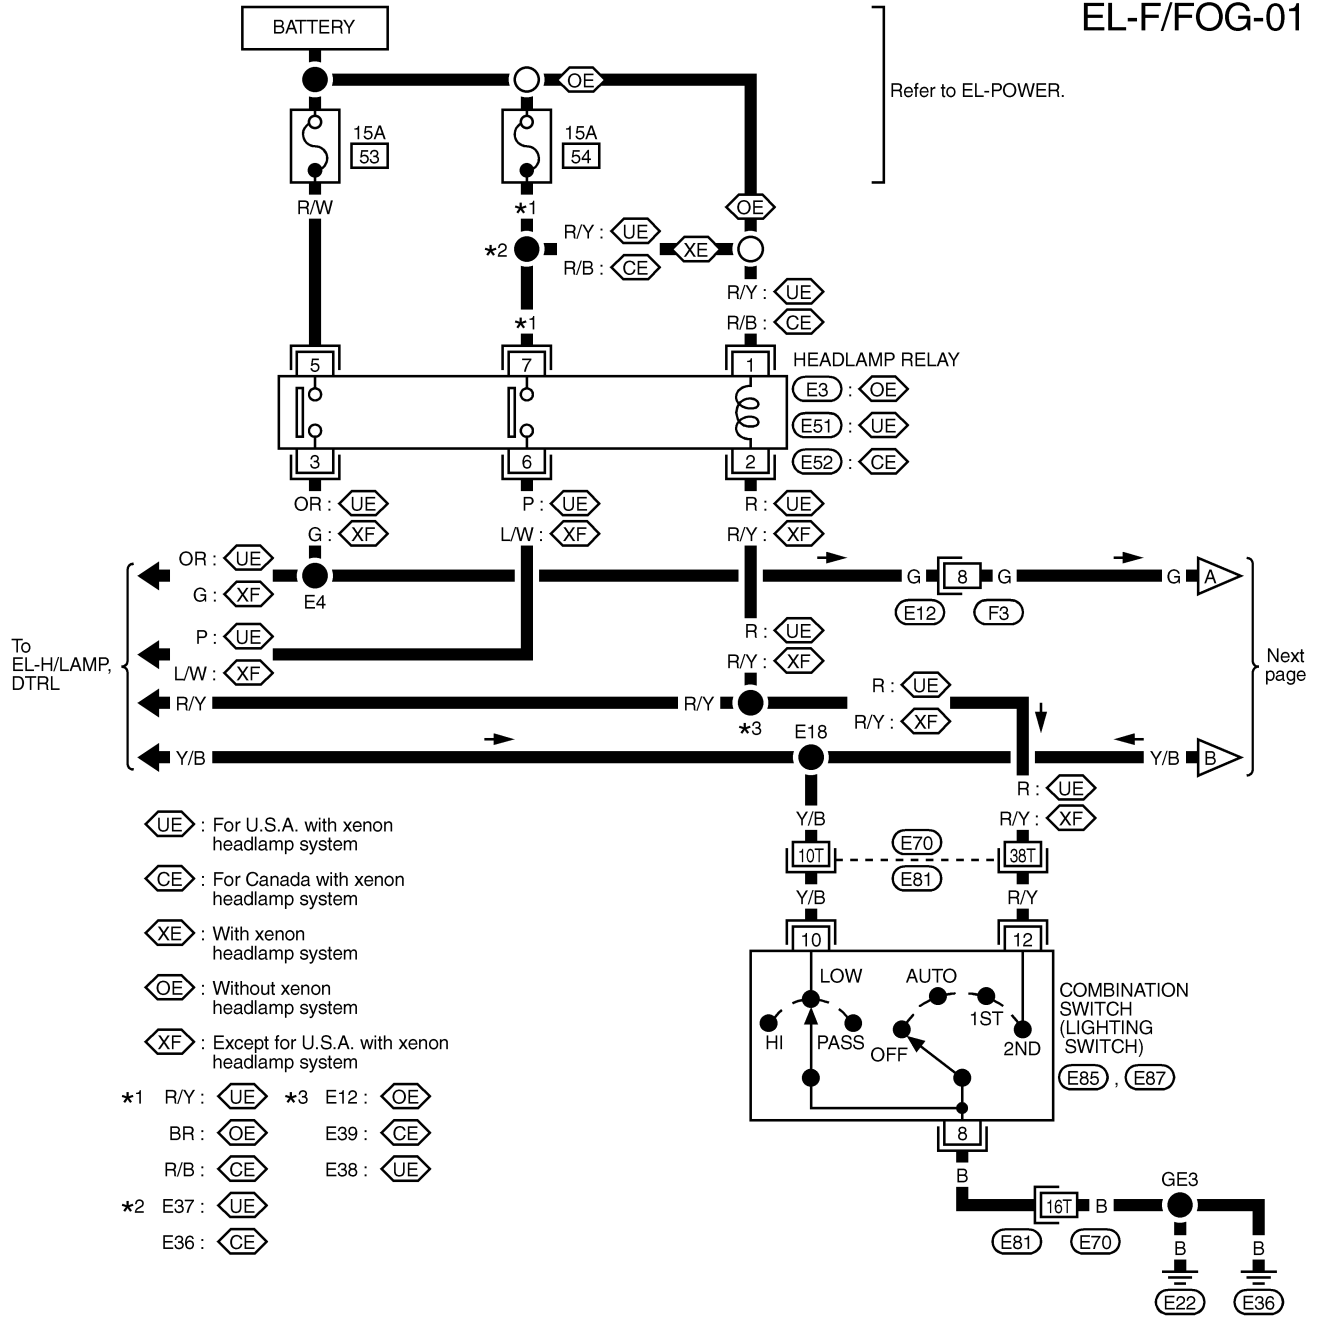 EL-F/FOG-01
BATTERY
OE
Refer to EL-POWER.
15A
53
15A
54
R/W
*1
OE
*2
R/Y : UE
R/B : CE
XE
R/Y : UE
*1
R/B : CE
5
7
1
HEADLAMP RELAY
E3 : OE
E51 : UE
E52 : CE
3
6
2
OR : UE
P : UE
R : UE
G : XF
L/W : XF
R/Y : XF
OR : UE
G : XF
E4
G
8
G
G
A
E12
F3
P : UE
L/W : XF
R : UE
R/Y : XF
To
EL-H/LAMP,
DTRL
Next
page
R/Y
R/Y
*3
R : UE
R/Y : XF
E18
Y/B
Y/B
B
R : UE
R/Y : XF
Y/B
10T
E70
E81
38T
Y/B
R/Y
10
12
LOW
HI
PASS
AUTO
1ST
OFF
2ND
COMBINATION
SWITCH
(LIGHTING
SWITCH)
E85 , E87
8
B
16T
B
GE3
E81
E70
B
B
E22
E36
UE : For U.S.A. with xenon
headlamp system
CE : For Canada with xenon
headlamp system
XE : With xenon
headlamp system
OE : Without xenon
headlamp system
XF : Except for U.S.A. with xenon
headlamp system
*1 R/Y : UE
BR : OE
R/B : CE
*2 E37 : UE
E36 : CE
*3 E12 : OE
E39 : CE
E38 : UE